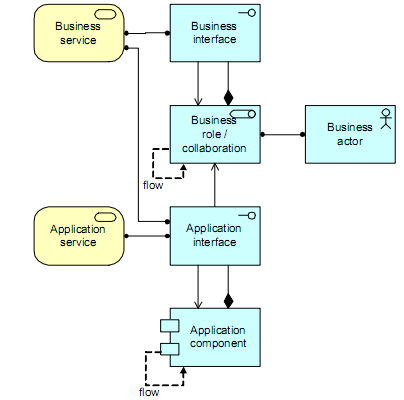 Business
service
Business
interface
Business
role /
collaboration
Business
actor
flow
Application
service
Application
interface
Application
component
flow